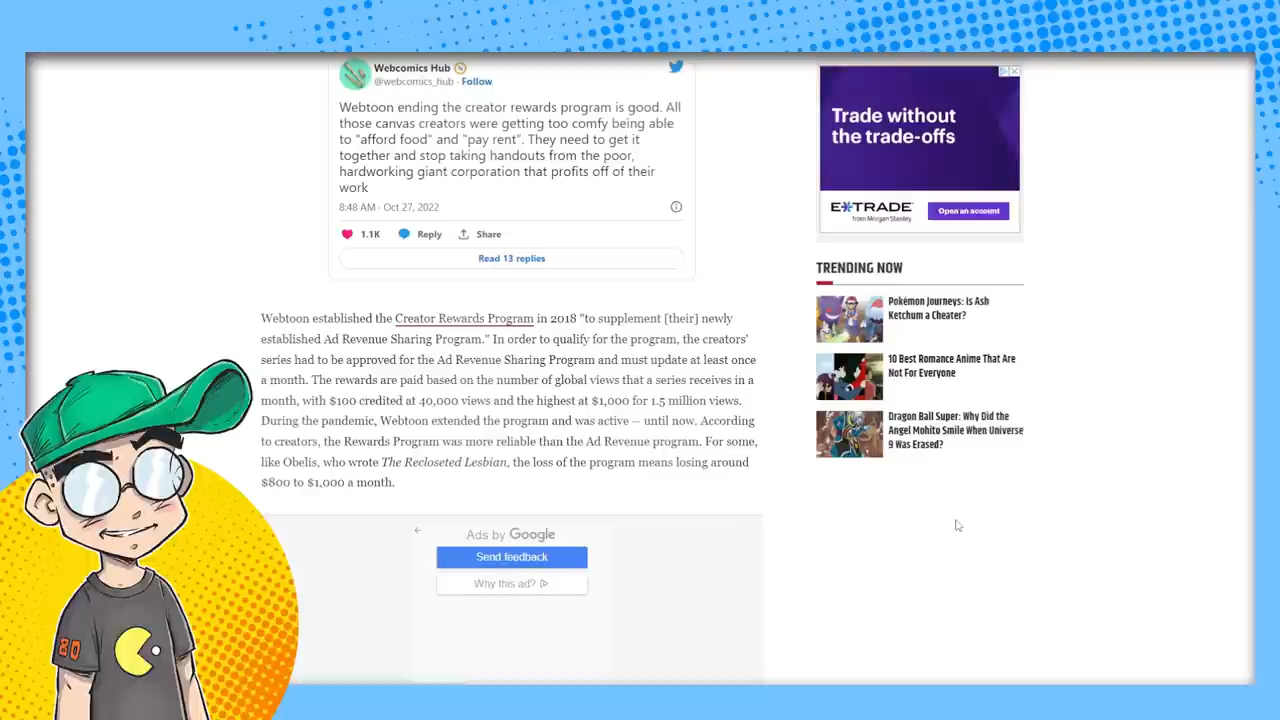 Webcomics Hub
@webcomics_hub · Follow
Webtoon ending the creator rewards program is good. All
those canvas creators were getting too comfy being able
to "afford food" and "pay rent". They need to get it
together and stop taking handouts from the poor,
hardworking giant corporation that profits off of their
work
8:48 AM · Oct 27, 2022
1.1K Reply Share
Read 13 replies
Webtoon established the Creator Rewards Program in 2018 "to supplement [their] newly
established Ad Revenue Sharing Program." In order to qualify for the program, the creators'
series had to be approved for the Ad Revenue Sharing Program and must update at least once
a month. The rewards are paid based on the number of global views that a series receives in a
month, with $100 credited at 40,000 views and the highest at $1,000 for 1.5 million views.
During the pandemic, Webtoon extended the program and was active — until now. According
to creators, the Rewards Program was more reliable than the Ad Revenue program. For some,
like Obelis, who wrote The Recloseted Lesbian, the loss of the program means losing around
$800 to $1,000 a month.
Ads by Google
Send feedback
Why this ad?
Trade without
the trade-offs
E*TRADE
from Morgan Stanley
Open an account
TRENDING NOW
Pokémon Journeys: Is Ash
Ketchum a Cheater?
10 Best Romance Anime That Are
Not For Everyone
Dragon Ball Super: Why Did the
Angel Mohito Smile When Universe
9 Was Erased?
80